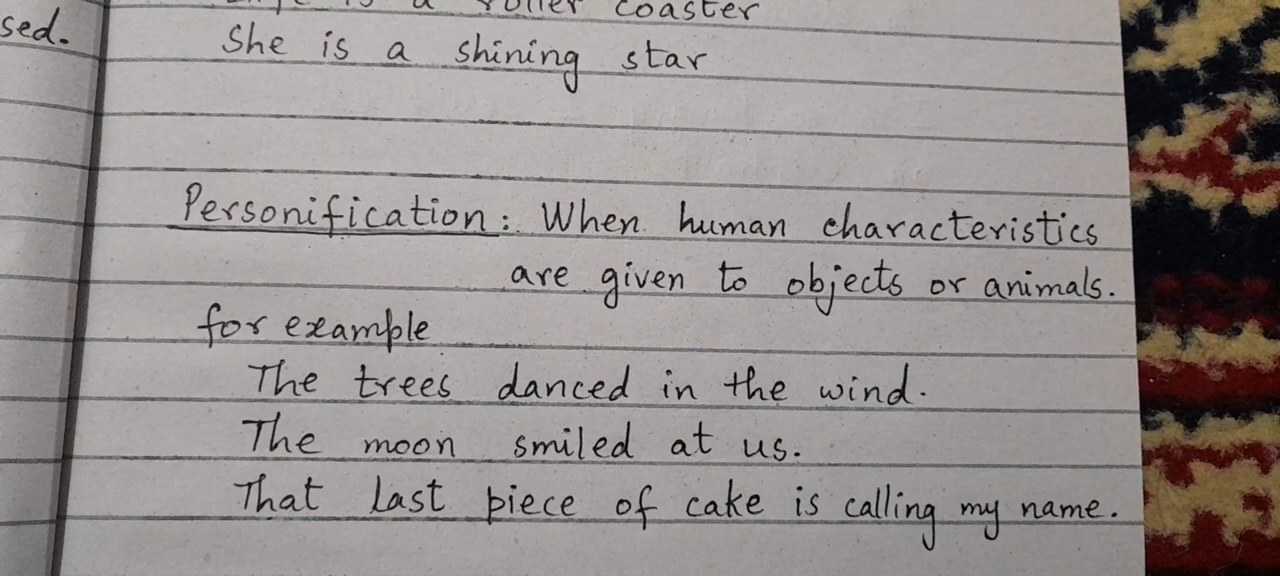 is a roller coaster
sed.
She is a shining star
Personification: When human characteristics
are given to objects or animals.
for example
The trees danced in the wind.
The moon smiled at us.
That last piece of cake is calling my name.